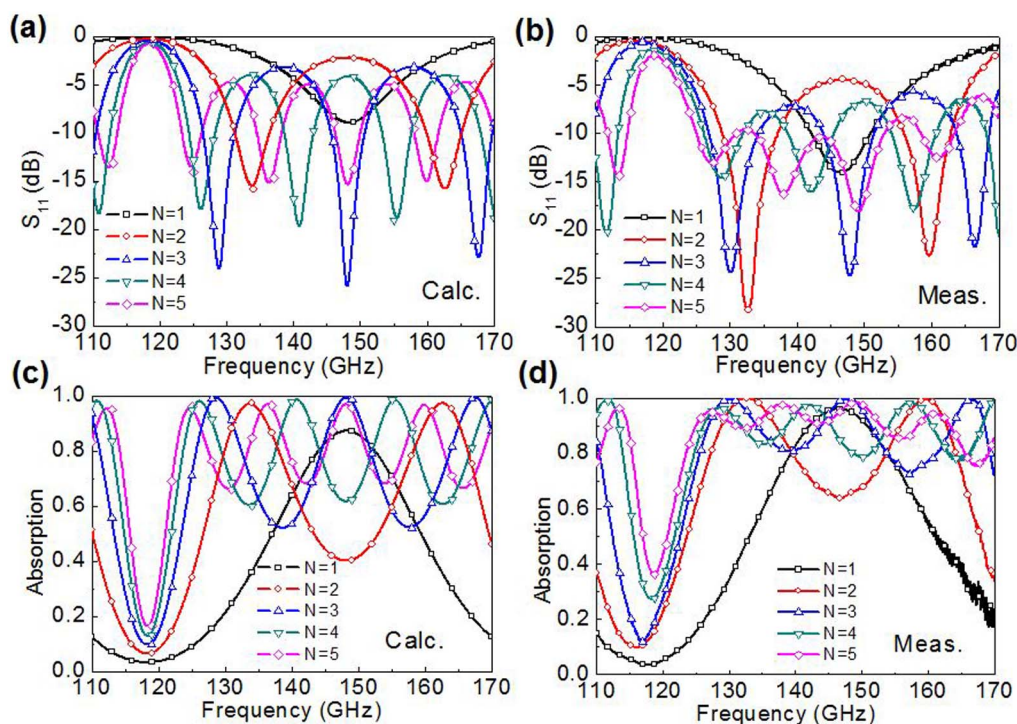 (a)
0
-5
-10
-15
-20
-25
-30
S11 (dB)
N=1
N=2
N=3
N=4
N=5
Calc.
110 120 130 140 150 160 170
Frequency (GHz)
(b)
0
-5
-10
-15
-20
-25
-30
S11 (dB)
N=1
N=2
N=3
N=4
N=5
Meas.
110 120 130 140 150 160 170
Frequency (GHz)
(c)
1.0
0.8
0.6
0.4
0.2
0.0
Absorption
N=1
N=2
N=3
N=4
N=5
Calc.
110 120 130 140 150 160 170
Frequency (GHz)
(d)
1.0
0.8
0.6
0.4
0.2
0.0
Absorption
N=1
N=2
N=3
N=4
N=5
Meas.
110 120 130 140 150 160 170
Frequency (GHz)